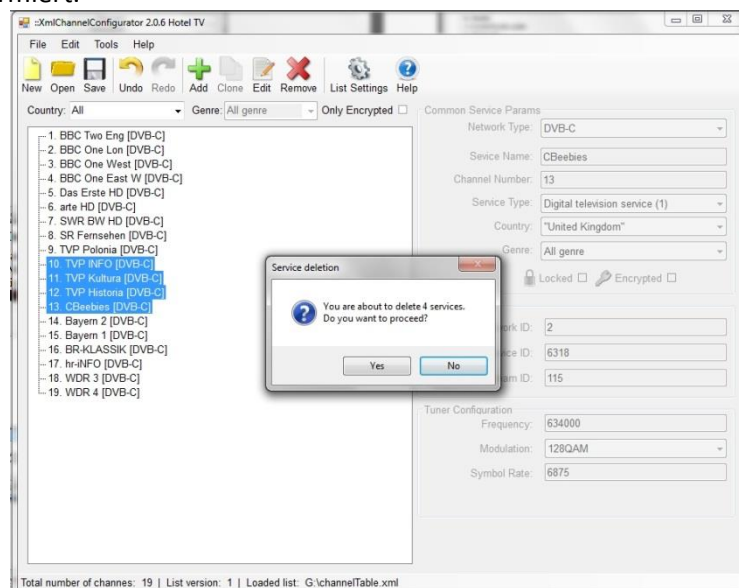 miert.
::XmlChannelConfigurator 2.0.6 Hotel TV
File Edit Tools Help
New Open Save Undo Redo Add Clone Edit Remove List Settings Help
Country: All Genre: All genre Only Encrypted
1. BBC Two Eng [DVB-C]
2. BBC One Lon [DVB-C]
3. BBC One West [DVB-C]
4. BBC One East W [DVB-C]
5. Das Erste HD [DVB-C]
6. arte HD [DVB-C]
7. SWR BW HD [DVB-C]
8. SR Fernsehen [DVB-C]
9. TVP Polonia [DVB-C]
10. TVP INFO [DVB-C]
11. TVP Kultura [DVB-C]
12. TVP Historia [DVB-C]
13. CBeebies [DVB-C]
14. Bayern 2 [DVB-C]
15. Bayern 1 [DVB-C]
16. BR-KLASSIK [DVB-C]
17. hr-iNFO [DVB-C]
18. WDR 3 [DVB-C]
19. WDR 4 [DVB-C]
Service deletion
You are about to delete 4 services.
Do you want to proceed?
Yes No
Common Service Params
Network Type: DVB-C
Sevice Name: CBeebies
Channel Number: 13
Service Type: Digital television service (1)
Country: "United Kingdom"
Genre: All genre
Locked Encrypted
ork ID: 2
ice ID: 6318
am ID: 115
Tuner Configuration
Frequency: 634000
Modulation: 128QAM
Symbol Rate: 6875
Total number of channes: 19 | List version: 1 | Loaded list: G:\channelTable.xml